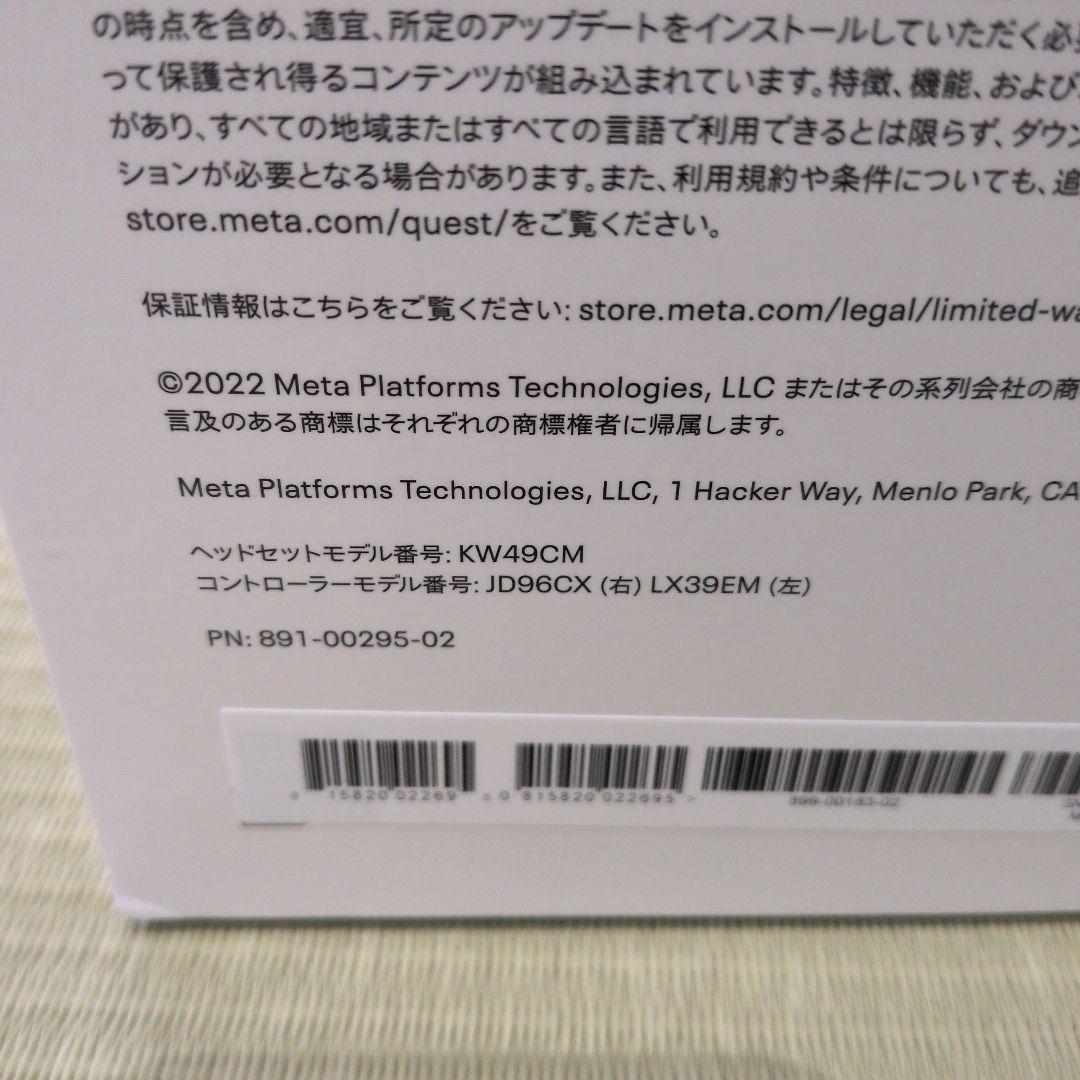 の時点を含め、適宜、所定のアップデートをインストールしていただく必
って保護され得るコンテンツが組み込まれています。特徴、機能、および
があり、すべての地域またはすべての言語で利用できるとは限らず、ダウン
ションが必要となる場合があります。また、利用規約や条件についても、追
store.meta.com/quest/をご覧ください。
保証情報はこちらをご覧ください: store.meta.com/legal/limited-wa
©2022 Meta Platforms Technologies, LLC またはその系列会社の商
言及のある商標はそれぞれの商標権者に帰属します。
Meta Platforms Technologies, LLC, 1 Hacker Way, Menlo Park, CA
ヘッドセットモデル番号: KW49CM
コントローラーモデル番号: JD96CX (右) LX39EM (左)
PN: 891-00295-02
15820 02269 0 815820 022695 > 899-00183-02